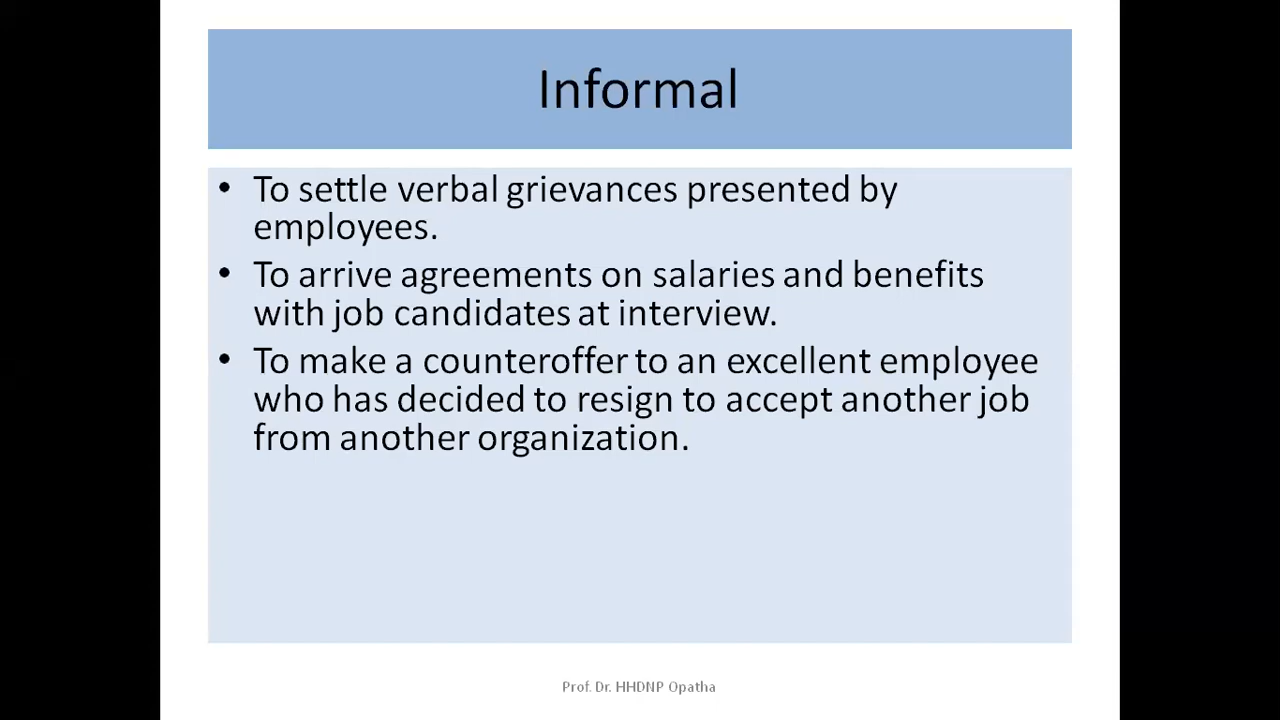 Informal
• To settle verbal grievances presented by
employees.
• To arrive agreements on salaries and benefits
with job candidates at interview.
• To make a counteroffer to an excellent employee
who has decided to resign to accept another job
from another organization.
Prof. Dr. HHDNP Opatha